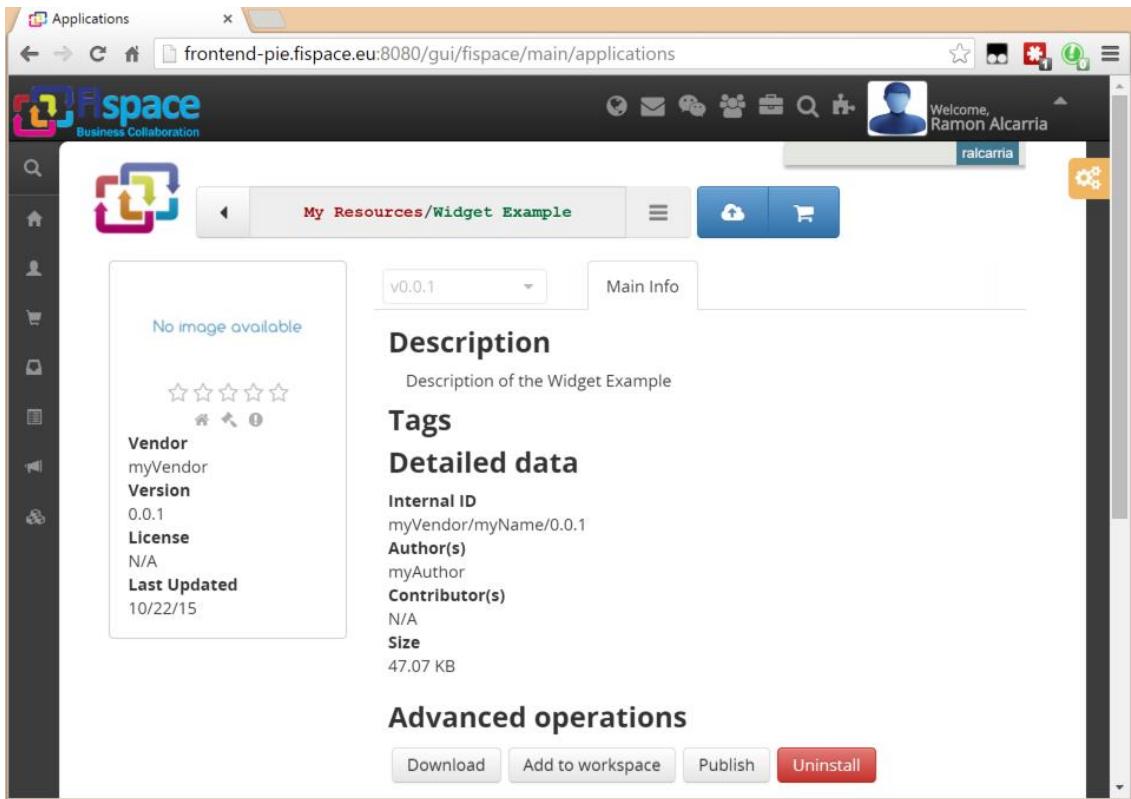 Applications
frontend-pie.fispace.eu:8080/gui/fispace/main/applications
1
0
FIspace
Business Collaboration
Welcome,
Ramon Alcarria
ralcarria
My Resources/Widget Example
v0.0.1
Main Info
No image available
Vendor
myVendor
Version
0.0.1
License
N/A
Last Updated
10/22/15
Description
Description of the Widget Example
Tags
Detailed data
Internal ID
myVendor/myName/0.0.1
Author(s)
myAuthor
Contributor(s)
N/A
Size
47.07 KB
Advanced operations
Download
Add to workspace
Publish
Uninstall